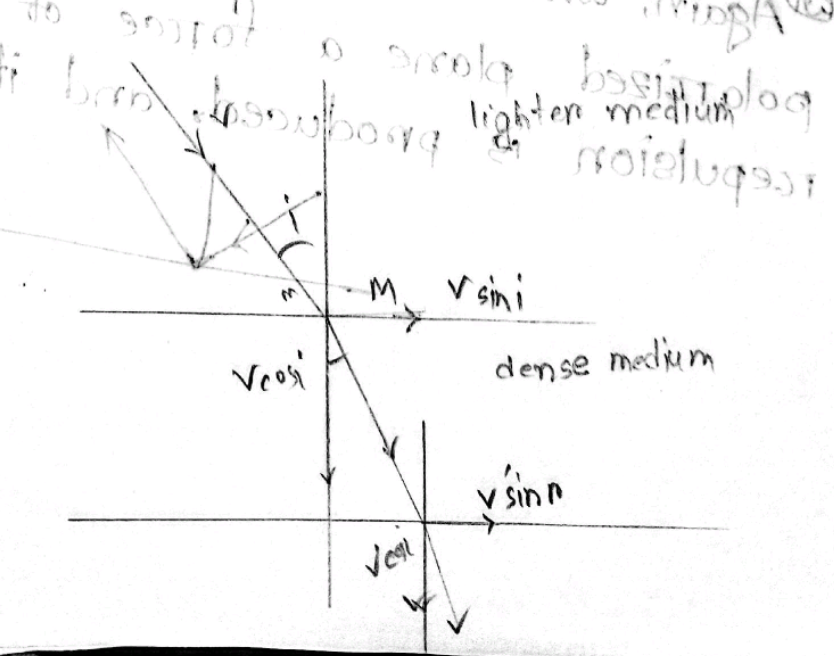 lighter medium
i
M
v sin i
v cos i
dense medium
v' sin r
v cos i